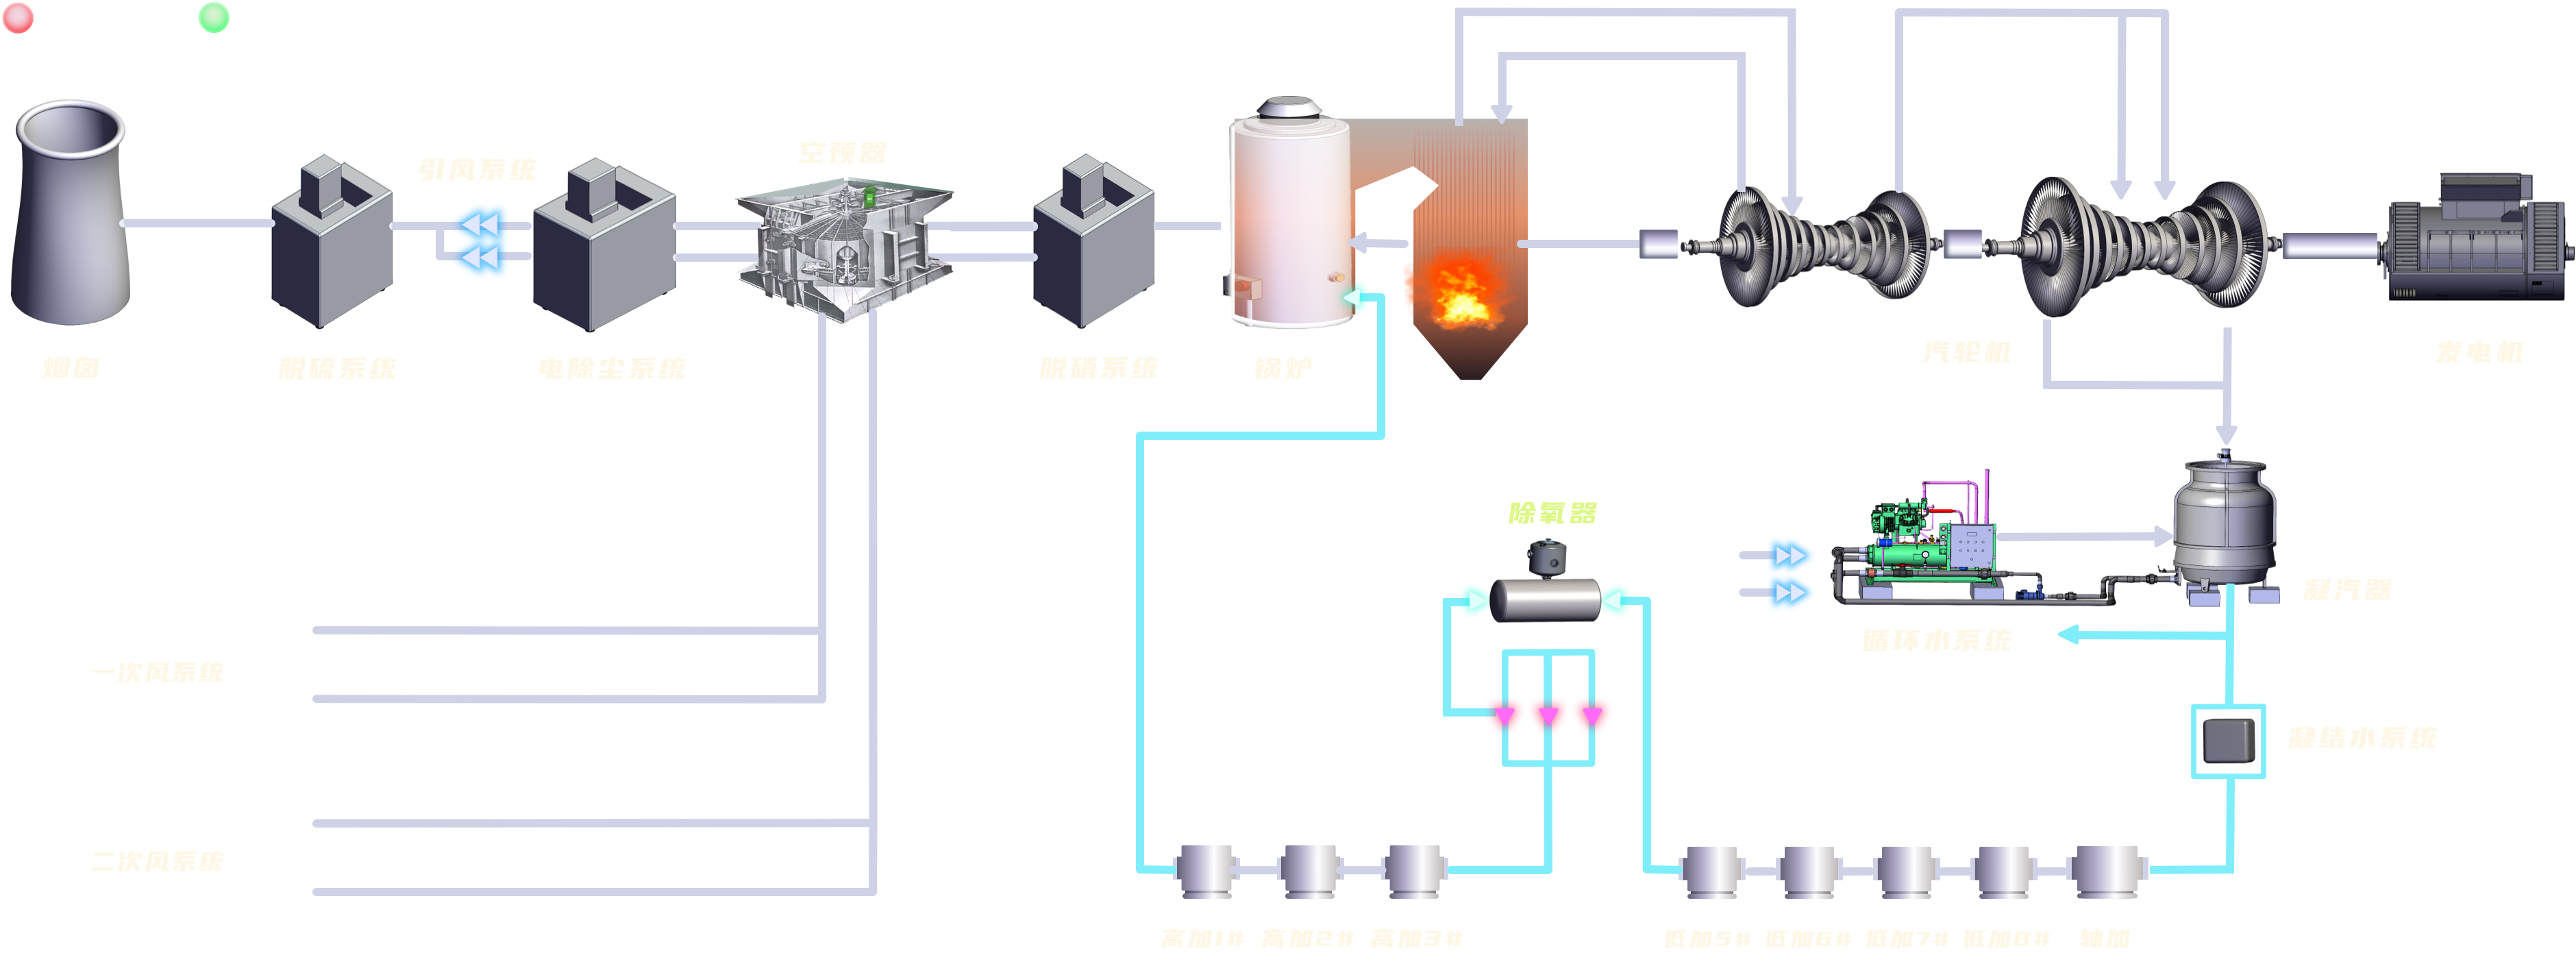 空预器
引风系统
烟囱
脱硫系统
电除尘系统
脱硝系统
锅炉
汽轮机
发电机
除氧器
凝汽器
循环水系统
一次风系统
凝结水系统
二次风系统
高加1#
高加2#
高加3#
低加5#
低加6#
低加7#
低加8#
轴加